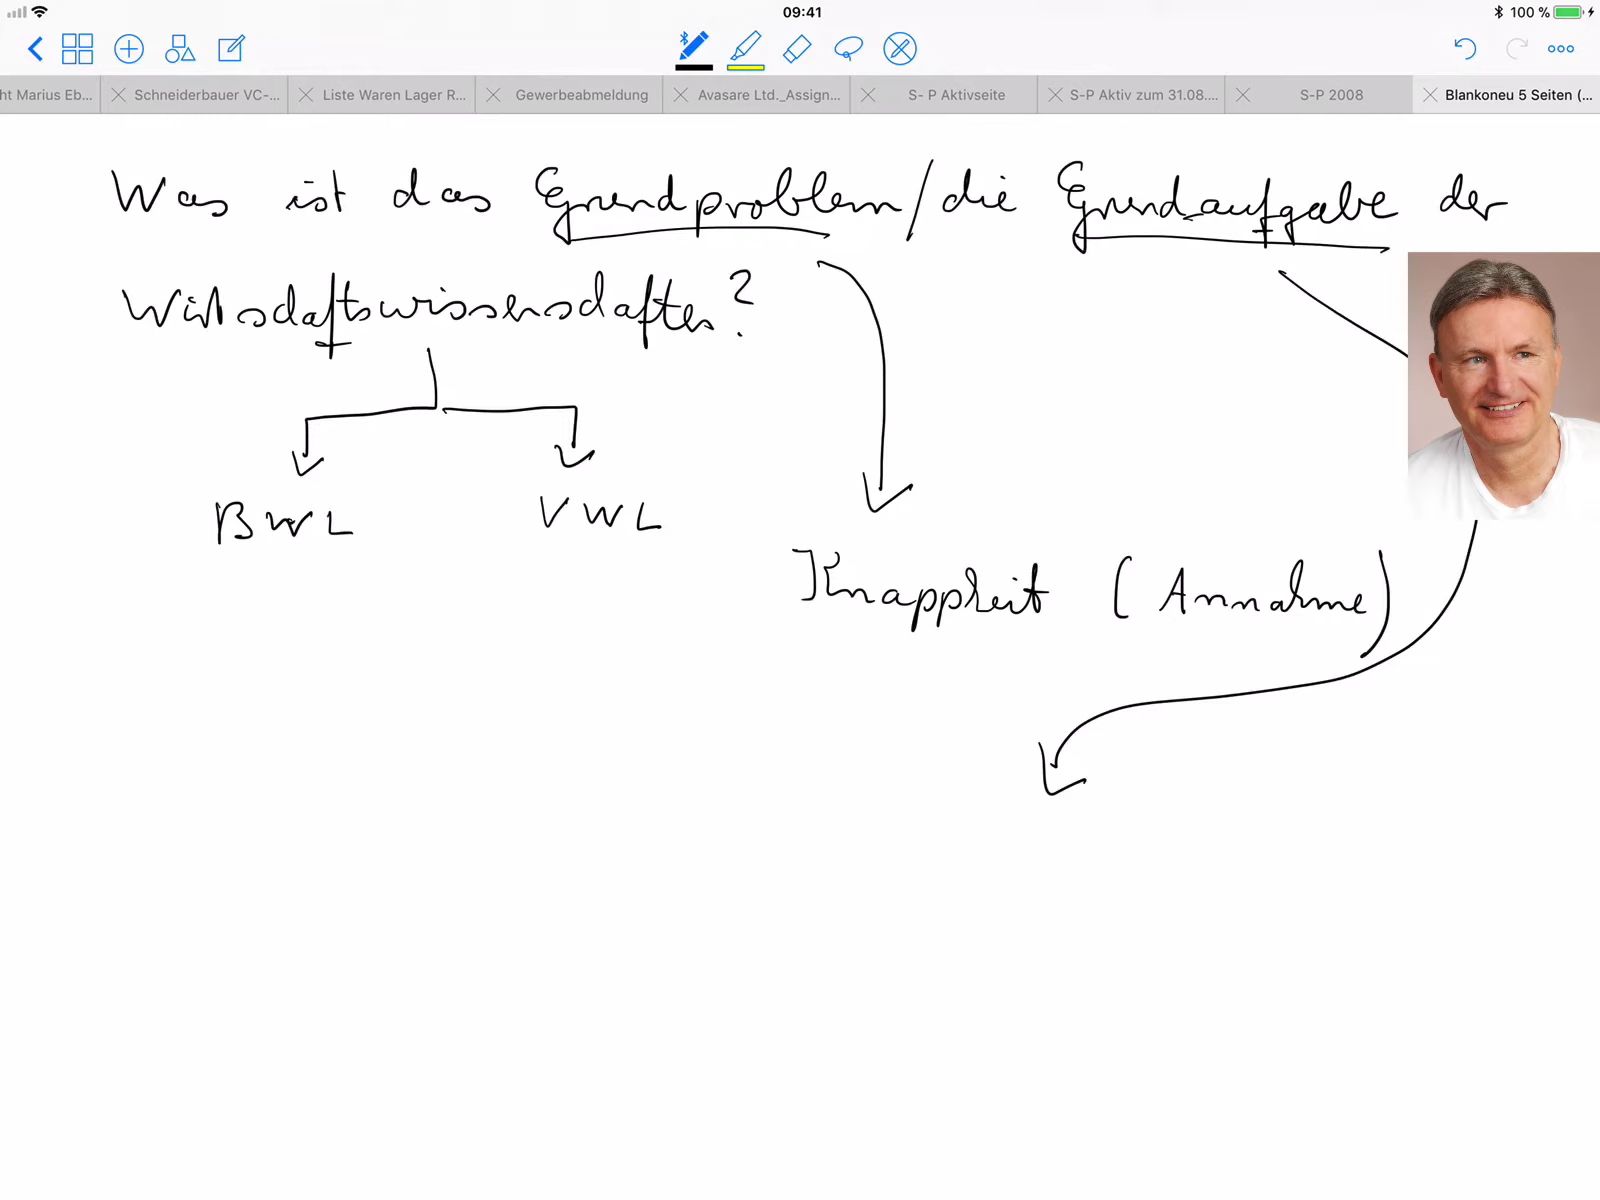 09:41
100 %
ht Marius Eb...
Schneiderbauer VC-...
Liste Waren Lager R...
Gewerbeabmeldung
Avasare Ltd._Assign...
S- P Aktivseite
S-P Aktiv zum 31.08....
S-P 2008
Blankoneu 5 Seiten (...
Was ist das Grundproblem/die Grundaufgabe der
Wirtschaftswissenschaften?
BWL
VWL
Knappheit (Annahme)